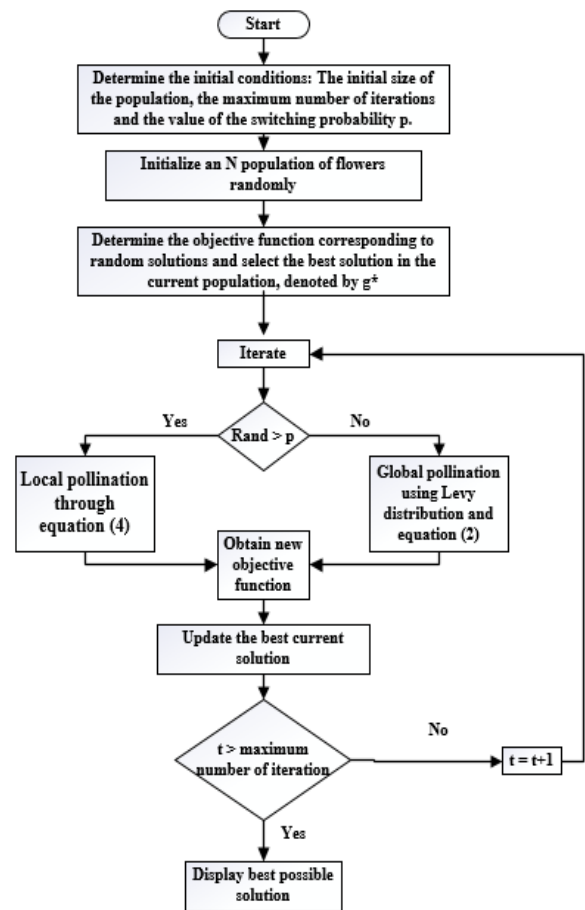 Start
Determine the initial conditions: The initial size of
the population, the maximum number of iterations
and the value of the switching probability p.
Initialize an N population of flowers
randomly
Determine the objective function corresponding to
random solutions and select the best solution in the
current population, denoted by g*
Iterate
Yes
Rand > p
No
Local pollination
through
equation (4)
Global pollination
using Levy
distribution and
equation (2)
Obtain new
objective
function
Update the best current
solution
t > maximum
number of iteration
No
t = t+1
Yes
Display best possible
solution